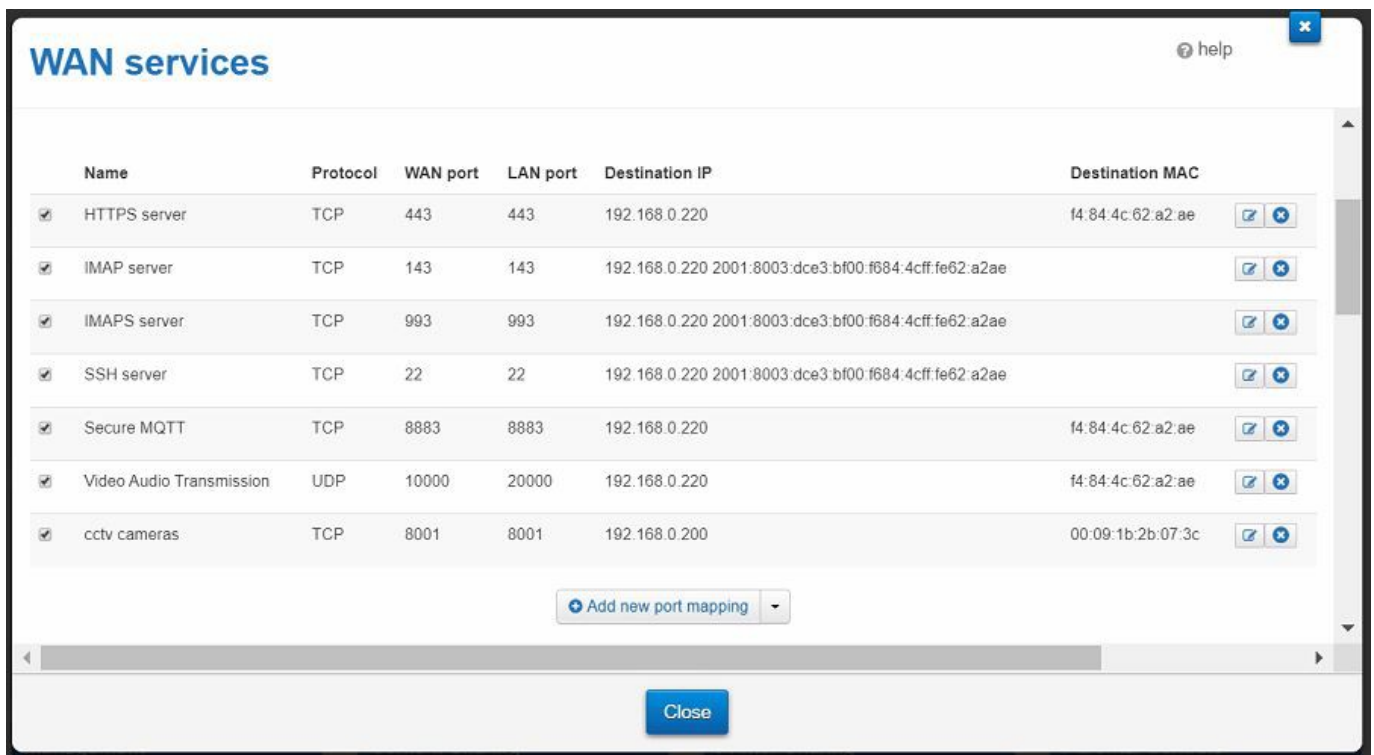 WAN services
help
Name Protocol WAN port LAN port Destination IP Destination MAC
HTTPS server TCP 443 443 192.168.0.220 f4:84:4c:62:a2:ae
IMAP server TCP 143 143 192.168.0.220 2001:8003:dce3:bf00:f684:4cff:fe62:a2ae
IMAPS server TCP 993 993 192.168.0.220 2001:8003:dce3:bf00:f684:4cff:fe62:a2ae
SSH server TCP 22 22 192.168.0.220 2001:8003:dce3:bf00:f684:4cff:fe62:a2ae
Secure MQTT TCP 8883 8883 192.168.0.220 f4:84:4c:62:a2:ae
Video Audio Transmission UDP 10000 20000 192.168.0.220 f4:84:4c:62:a2:ae
cctv cameras TCP 8001 8001 192.168.0.200 00:09:1b:2b:07:3c
Add new port mapping
Close